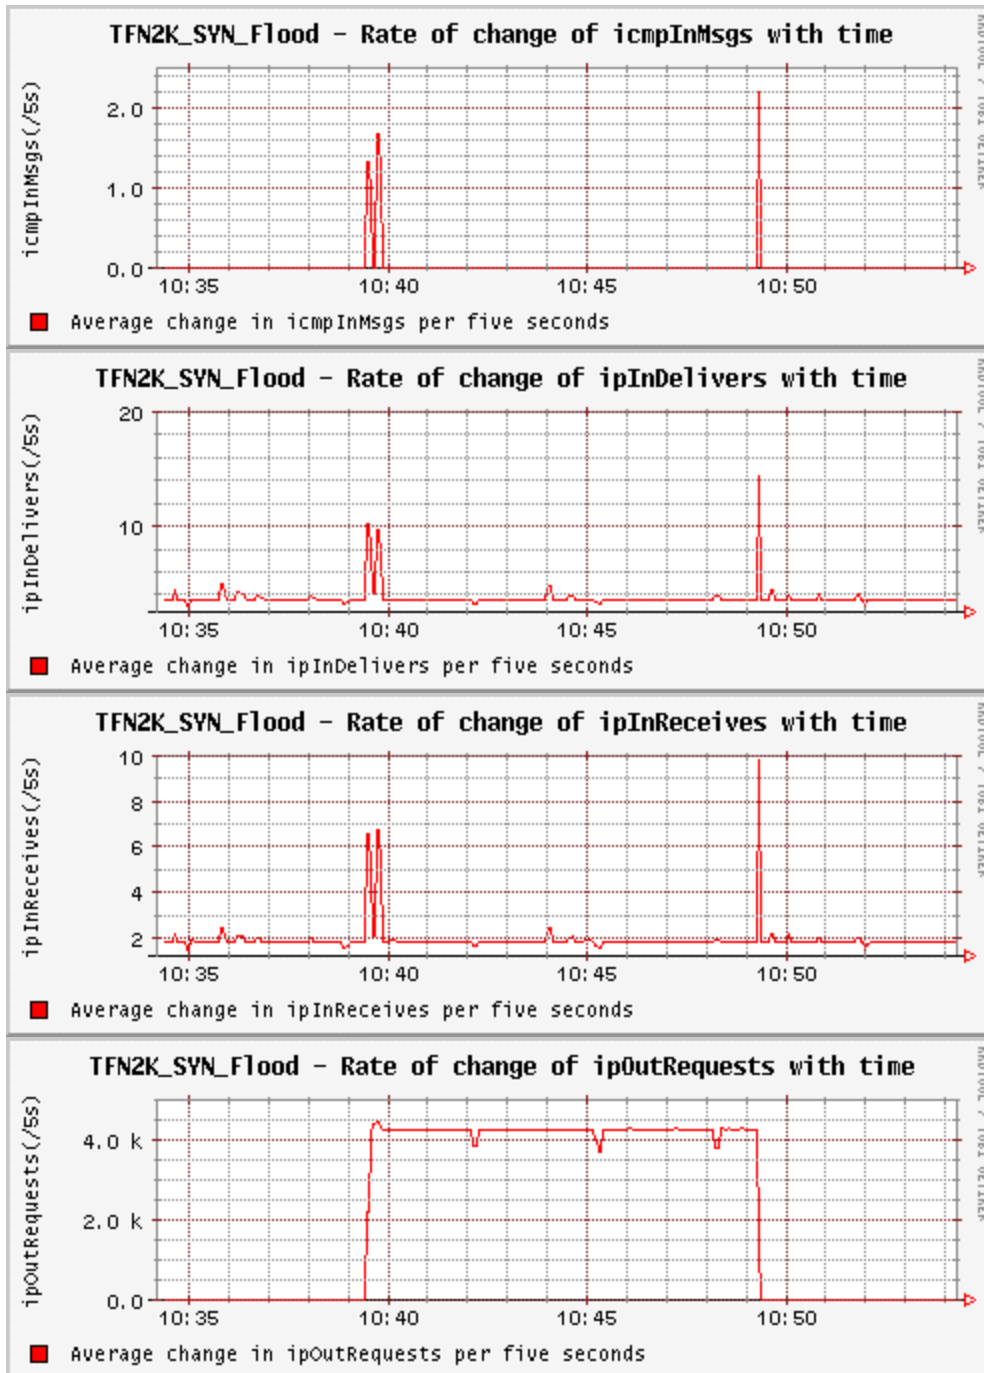 TFN2K_SYN_Flood - Rate of change of icmpInMsgs with time
icmpInMsgs(/5s)
2.0
1.0
0.0
10:35 10:40 10:45 10:50
Average change in icmpInMsgs per five seconds
TFN2K_SYN_Flood - Rate of change of ipInDelivers with time
ipInDelivers(/5s)
20
10
10:35 10:40 10:45 10:50
Average change in ipInDelivers per five seconds
TFN2K_SYN_Flood - Rate of change of ipInReceives with time
ipInReceives(/5s)
10
8
6
4
2
10:35 10:40 10:45 10:50
Average change in ipInReceives per five seconds
TFN2K_SYN_Flood - Rate of change of ipOutRequests with time
ipOutRequests(/5s)
4.0 k
2.0 k
0.0
10:35 10:40 10:45 10:50
Average change in ipOutRequests per five seconds